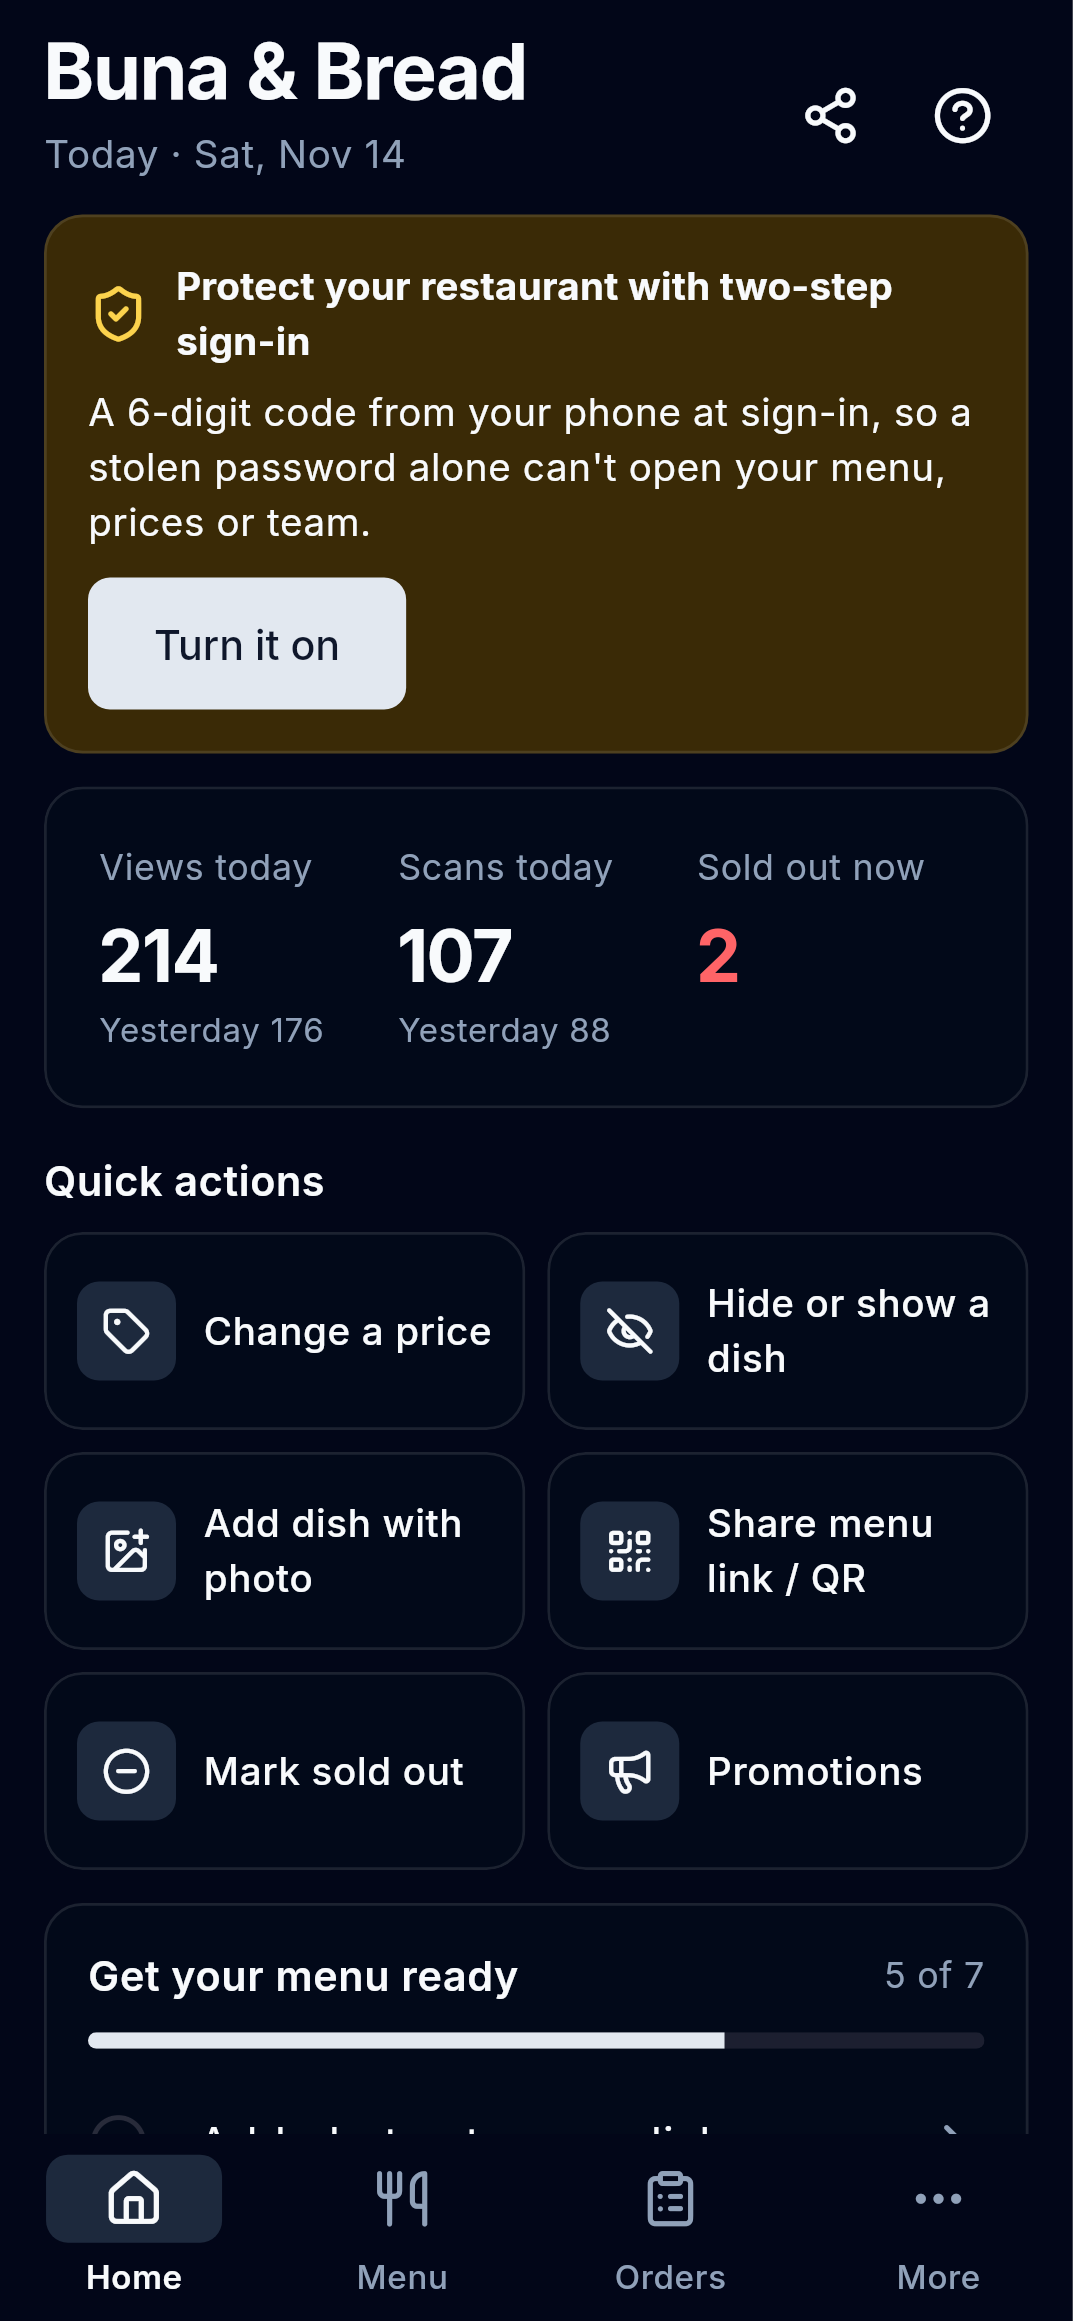 Buna & Bread
Today · Sat, Nov 14
Protect your restaurant with two-step
sign-in
A 6-digit code from your phone at sign-in, so a
stolen password alone can't open your menu,
prices or team.
Turn it on
Views today
Scans today
Sold out now
214
107
2
Yesterday 176
Yesterday 88
Quick actions
Change a price
Hide or show a
dish
Add dish with
photo
Share menu
link / QR
Mark sold out
Promotions
Get your menu ready
5 of 7
Home
Menu
Orders
More